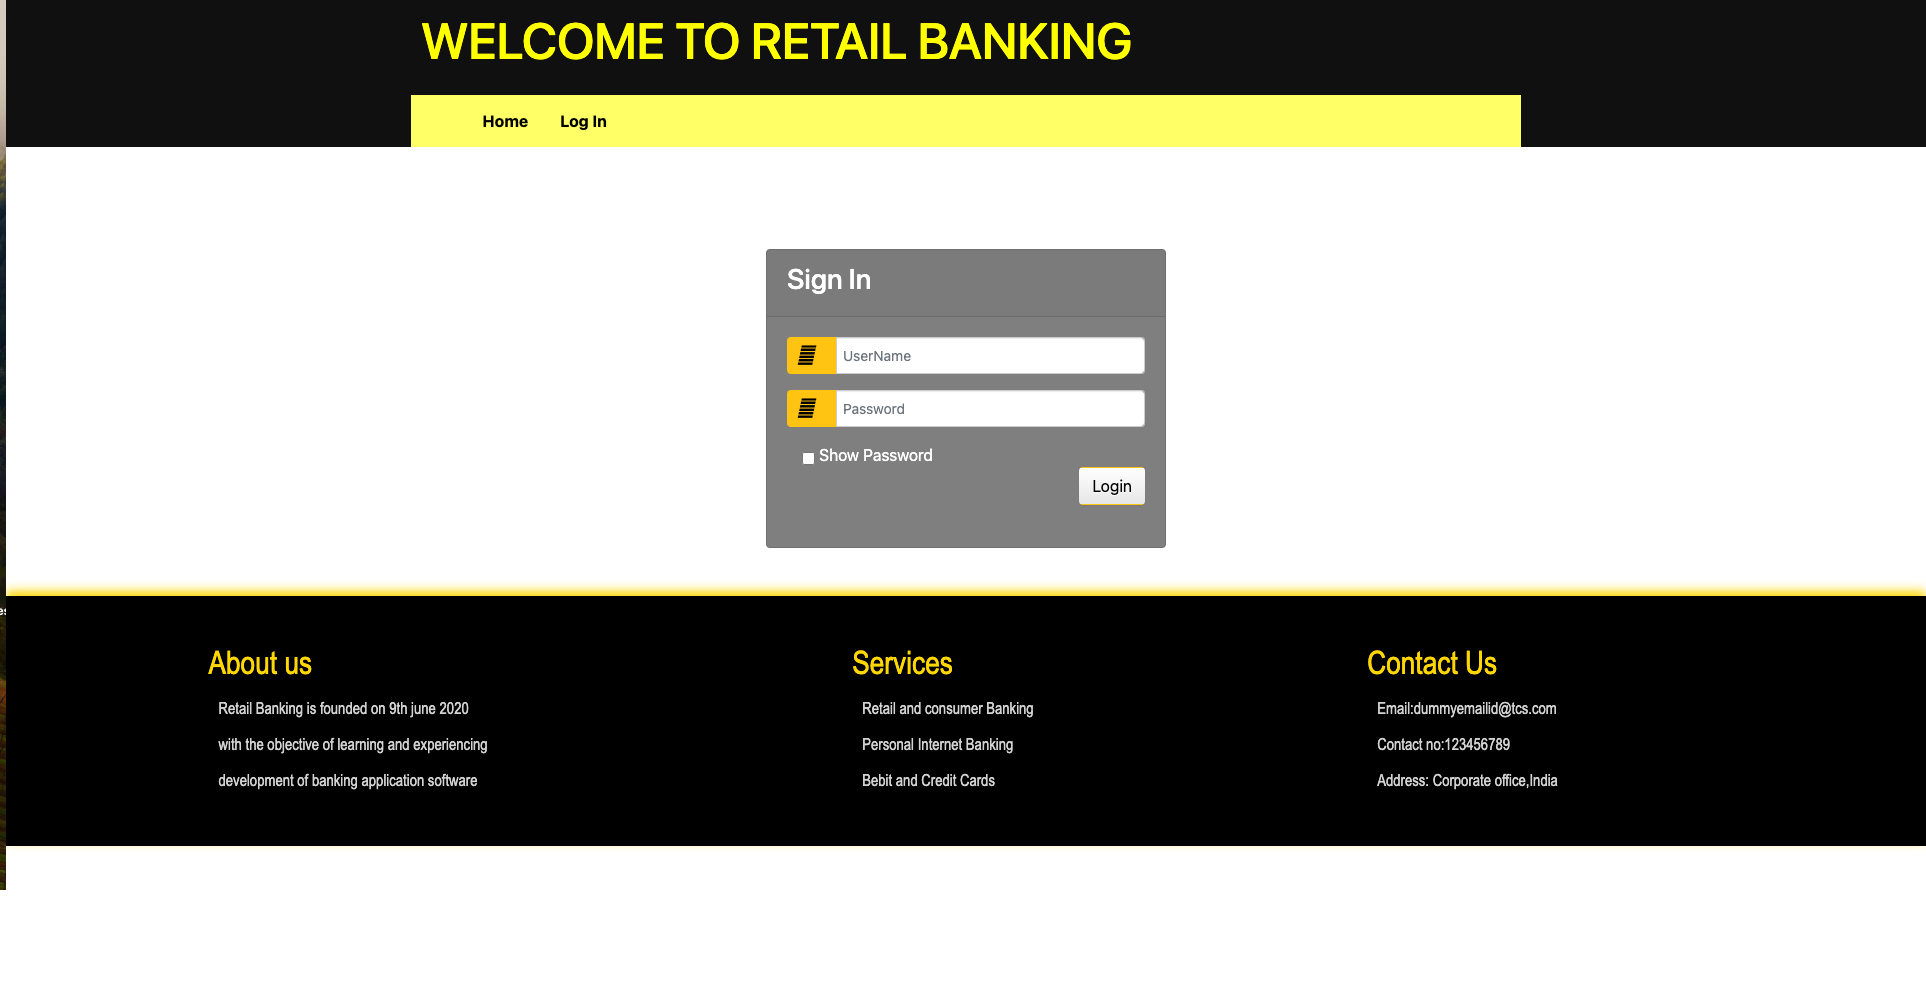 WELCOME TO RETAIL BANKING
Home Log In
Sign In
UserName
Password
Show Password
Login
es
About us
Retail Banking is founded on 9th june 2020
with the objective of learning and experiencing
development of banking application software
Services
Retail and consumer Banking
Personal Internet Banking
Bebit and Credit Cards
Contact Us
Email:dummyemailid@tcs.com
Contact no:123456789
Address: Corporate office,India